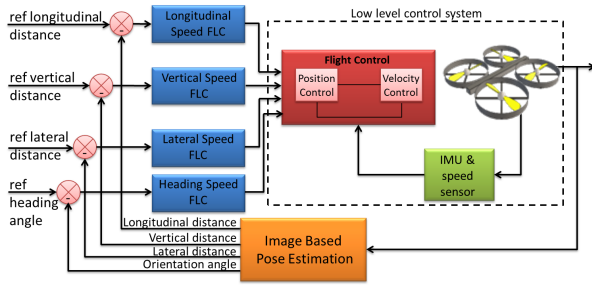 Low level control system
ref longitudinal
distance
Longitudinal
Speed FLC
ref vertical
distance
Vertical Speed
FLC
ref lateral
distance
Lateral Speed
FLC
ref
heading
angle
Heading Speed
FLC
Flight Control
Position
Control
Velocity
Control
IMU &
speed
sensor
Longitudinal distance
Vertical distance
Lateral distance
Orientation angle
Image Based
Pose Estimation
-
-
-
-